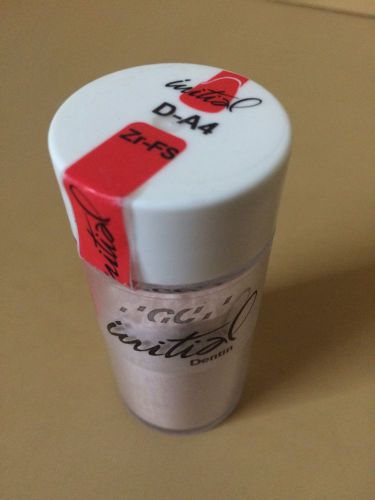 initial
D-A4
Zr-FS
initial
GC
initial
Dentin